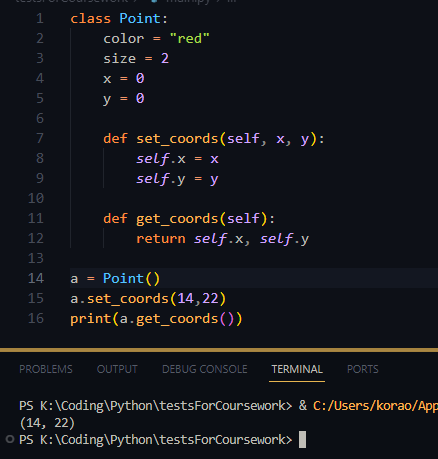 testsForCoursework > main.py > ...
1 class Point:
2     color = "red"
3     size = 2
4     x = 0
5     y = 0
6
7     def set_coords(self, x, y):
8         self.x = x
9         self.y = y
10
11     def get_coords(self):
12         return self.x, self.y
13
14 a = Point()
15 a.set_coords(14,22)
16 print(a.get_coords())
PROBLEMS OUTPUT DEBUG CONSOLE TERMINAL PORTS
PS K:\Coding\Python\testsForCoursework> & C:/Users/korao/App
(14, 22)
PS K:\Coding\Python\testsForCoursework>